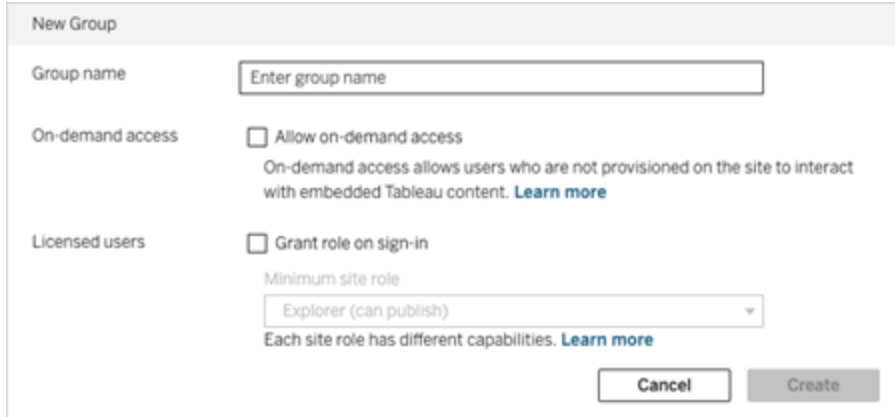 New Group
Group name
Enter group name
On-demand access
Allow on-demand access
On-demand access allows users who are not provisioned on the site to interact
with embedded Tableau content. Learn more
Licensed users
Grant role on sign-in
Minimum site role
Explorer (can publish)
Each site role has different capabilities. Learn more
Cancel
Create